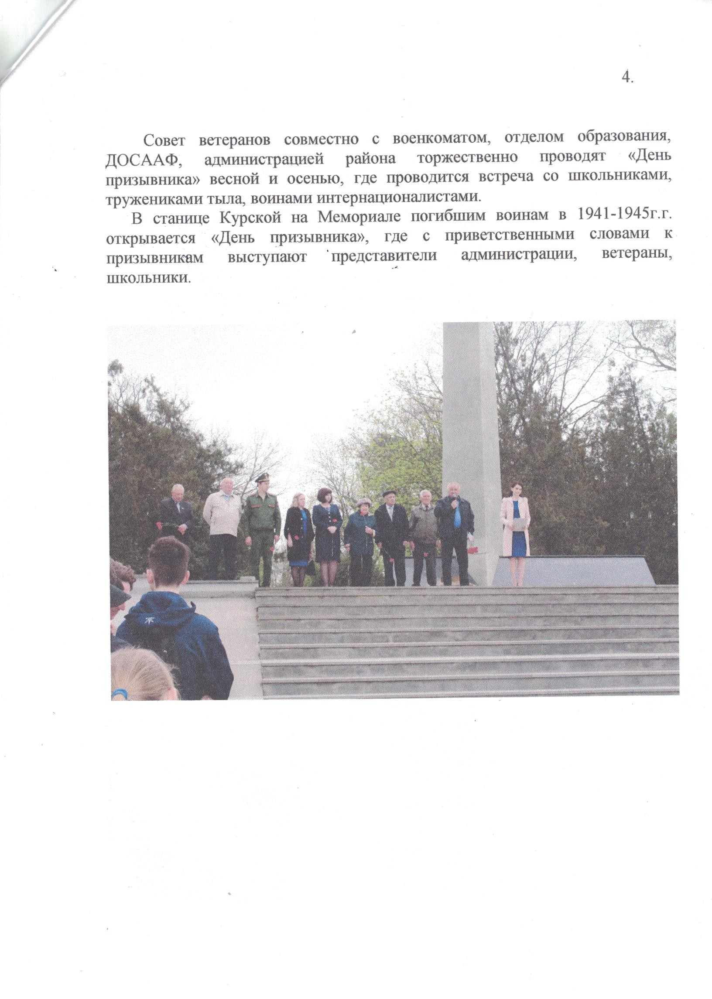 4.
Совет ветеранов совместно с военкоматом, отделом образования,
ДОСААФ, администрацией района торжественно проводят «День
призывника» весной и осенью, где проводится встреча со школьниками,
тружениками тыла, воинами интернационалистами.
В станице Курской на Мемориале погибшим воинам в 1941-1945г.г.
открывается «День призывника», где с приветственными словами к
призывникам выступают представители администрации, ветераны,
школьники.